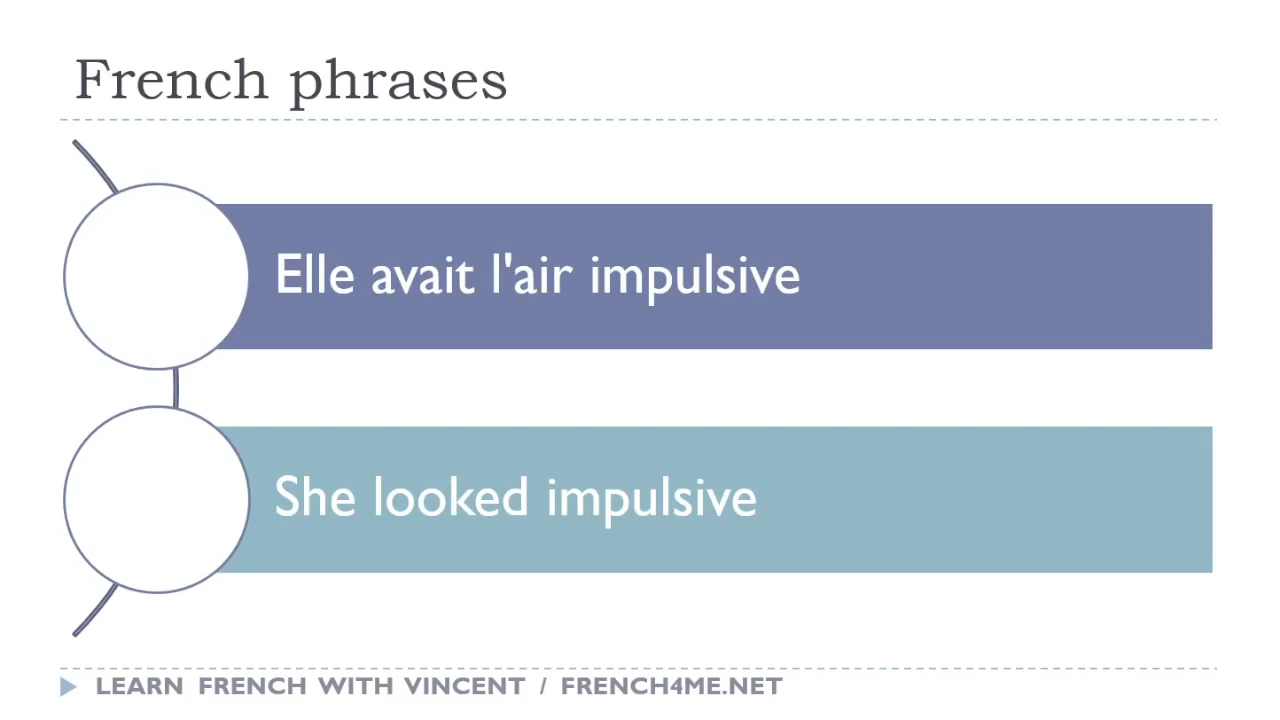 French phrases
Elle avait l'air impulsive
She looked impulsive
LEARN FRENCH WITH VINCENT / FRENCH4ME.NET